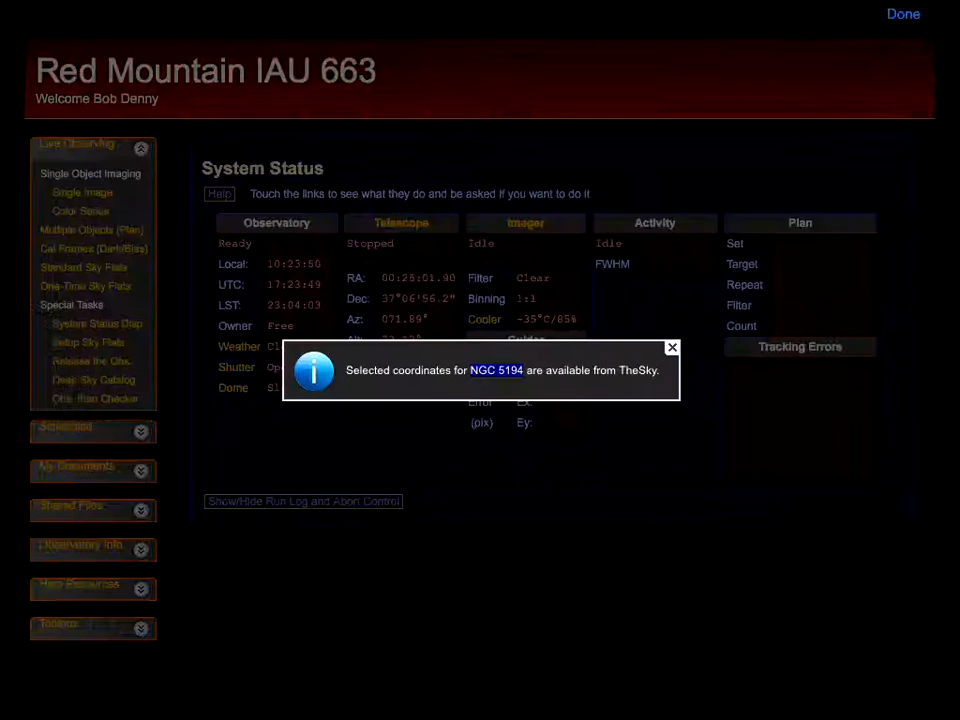 Done
Red Mountain IAU 663
Welcome Bob Denny
Live Observing
Single Object Imaging
Single Image
Color Series
Multiple Objects (Plan)
Cal Frames (Dark/Bias)
Standard Sky Flats
One-Time Sky Flats
Special Tasks
System Status Disp
Setup Sky Flats
Release the Obs.
Deep Sky Catalog
Obs-than Checker
Scheduled
My Documents
Shared Files
Observatory Info
Help Resources
System Status
Help Touch the links to see what they do and be asked if you want to do it
Observatory Telescope Imager Activity Plan
Ready Stopped Idle Idle Set
Local: 10:23:50 FWHM Target
UTC: 17:23:49 RA: 00:25:01.90 Filter Clear Repeat
LST: 23:04:03 Dec: 37°06'56.2" Binning 1:1 Filter
Owner Free Az: 071.89° Cooler -35°C/85% Count
Weather
Shutter
Dome
Tracking Errors
Selected coordinates for NGC 5194 are available from TheSky.
Error Ex:
(pix) Ey:
Show/Hide Run Log and Abort Control